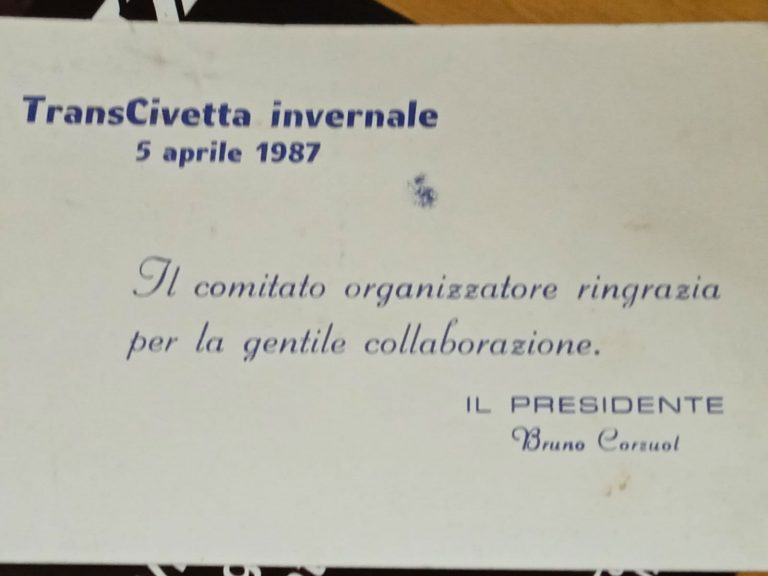 TransCivetta invernale
5 aprile 1987
Il comitato organizzatore ringrazia
per la gentile collaborazione.
IL PRESIDENTE
Bruno Corzuol